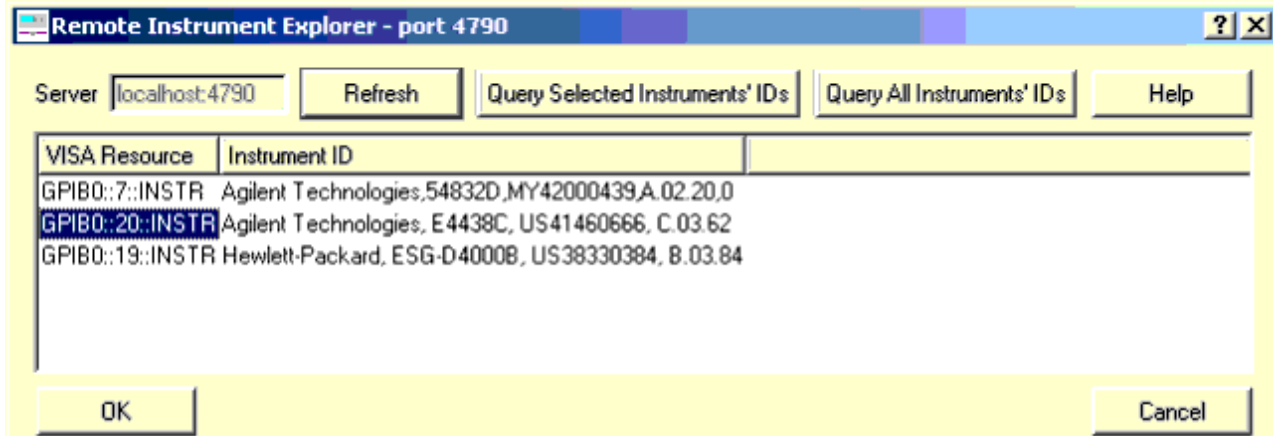 Remote Instrument Explorer - port 4790
Server localhost:4790 Refresh Query Selected Instruments' IDs Query All Instruments' IDs Help
VISA Resource Instrument ID
GPIB0::7::INSTR Agilent Technologies,54832D,MY42000439,A.02.20,0
GPIB0::20::INSTR Agilent Technologies, E4438C, US41460666, C.03.62
GPIB0::19::INSTR Hewlett-Packard, ESG-D4000B, US38330384, B.03.84
OK Cancel